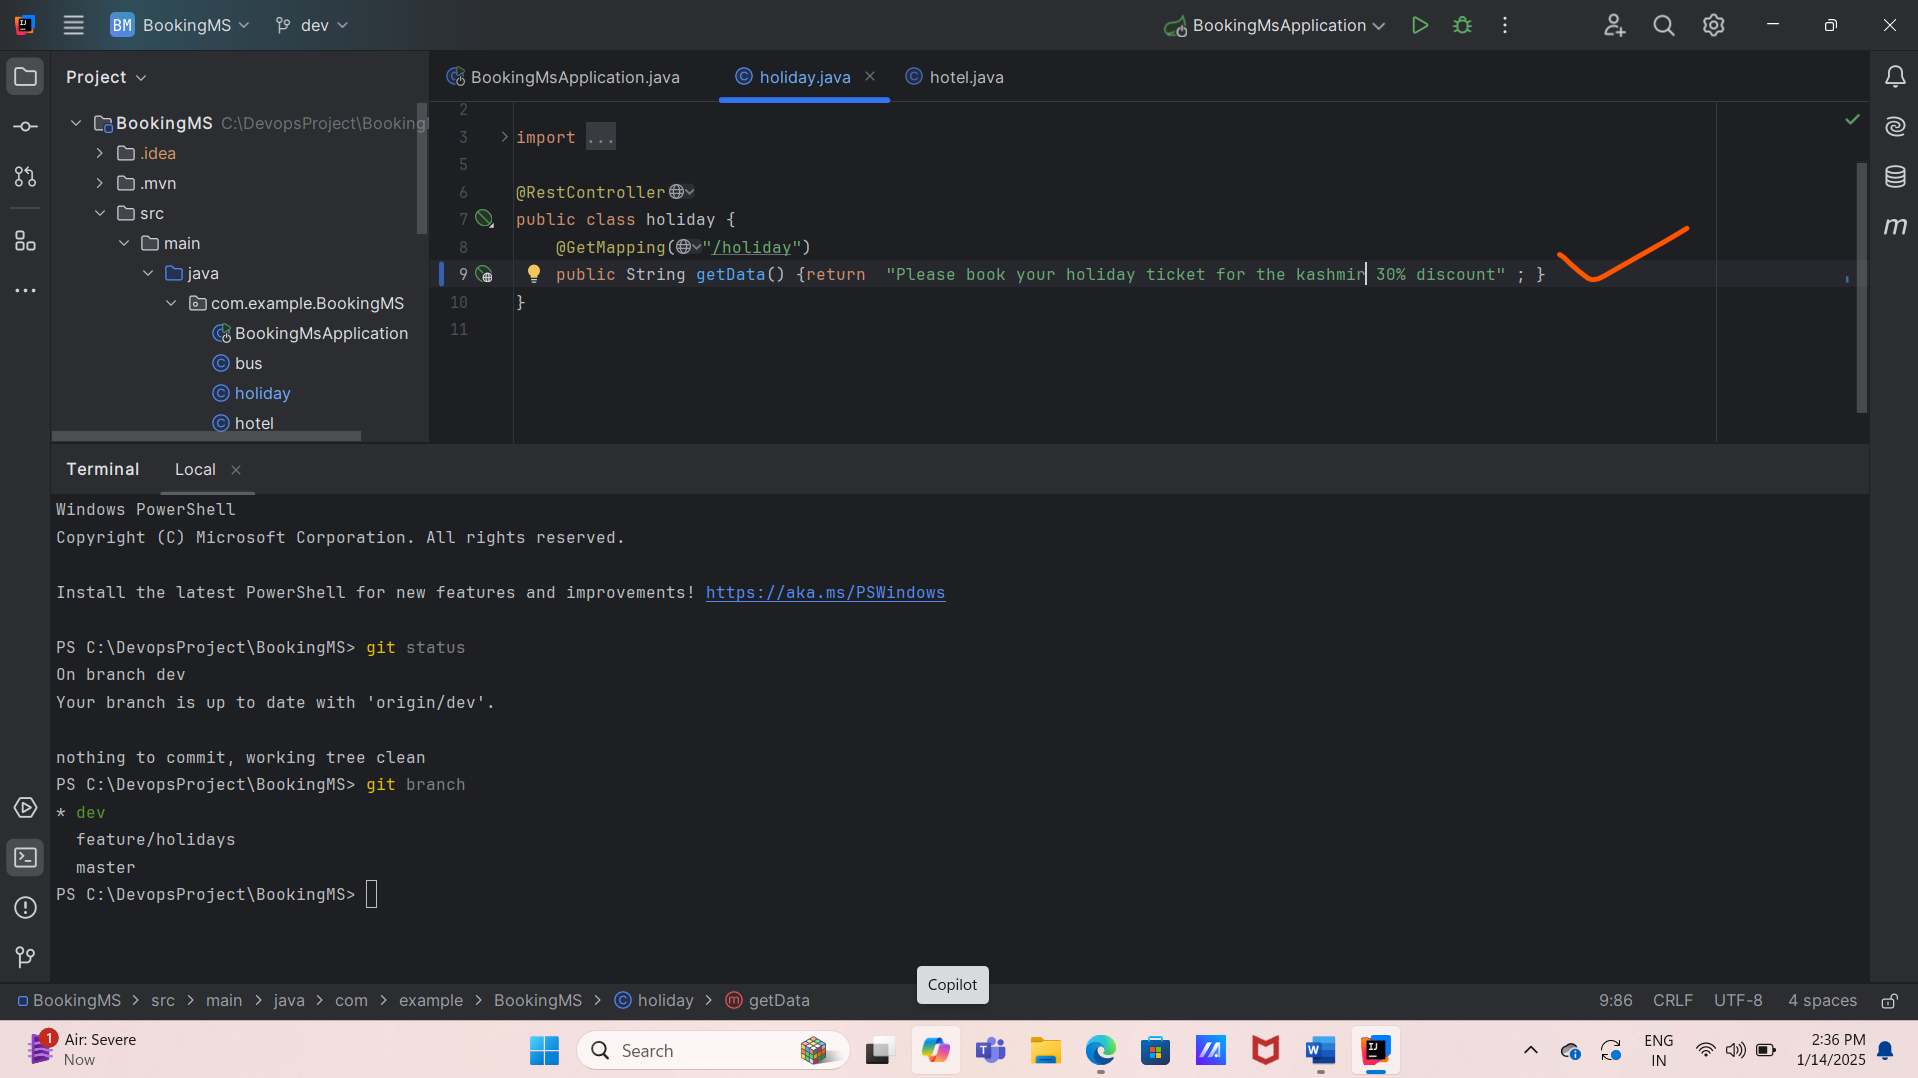 BM BookingMS dev BookingMsApplication
Project BookingMsApplication.java holiday.java hotel.java
BookingMS C:\DevopsProject\Booking
.idea
.mvn
src
main
java
com.example.BookingMS
BookingMsApplication
bus
holiday
hotel
2
3 import ...
5
6 @RestController
7 public class holiday {
8 @GetMapping("/holiday")
9 public String getData() {return "Please book your holiday ticket for the kashmir 30% discount" ; }
10 }
11
m
Terminal Local
Windows PowerShell
Copyright (C) Microsoft Corporation. All rights reserved.
Install the latest PowerShell for new features and improvements! https://aka.ms/PSWindows
PS C:\DevopsProject\BookingMS> git status
On branch dev
Your branch is up to date with 'origin/dev'.
nothing to commit, working tree clean
PS C:\DevopsProject\BookingMS> git branch
* dev
feature/holidays
master
PS C:\DevopsProject\BookingMS>
Copilot
BookingMS > src > main > java > com > example > BookingMS > holiday > getData 9:86 CRLF UTF-8 4 spaces
1 Air: Severe
Now
Search
ENG
IN
2:36 PM
1/14/2025